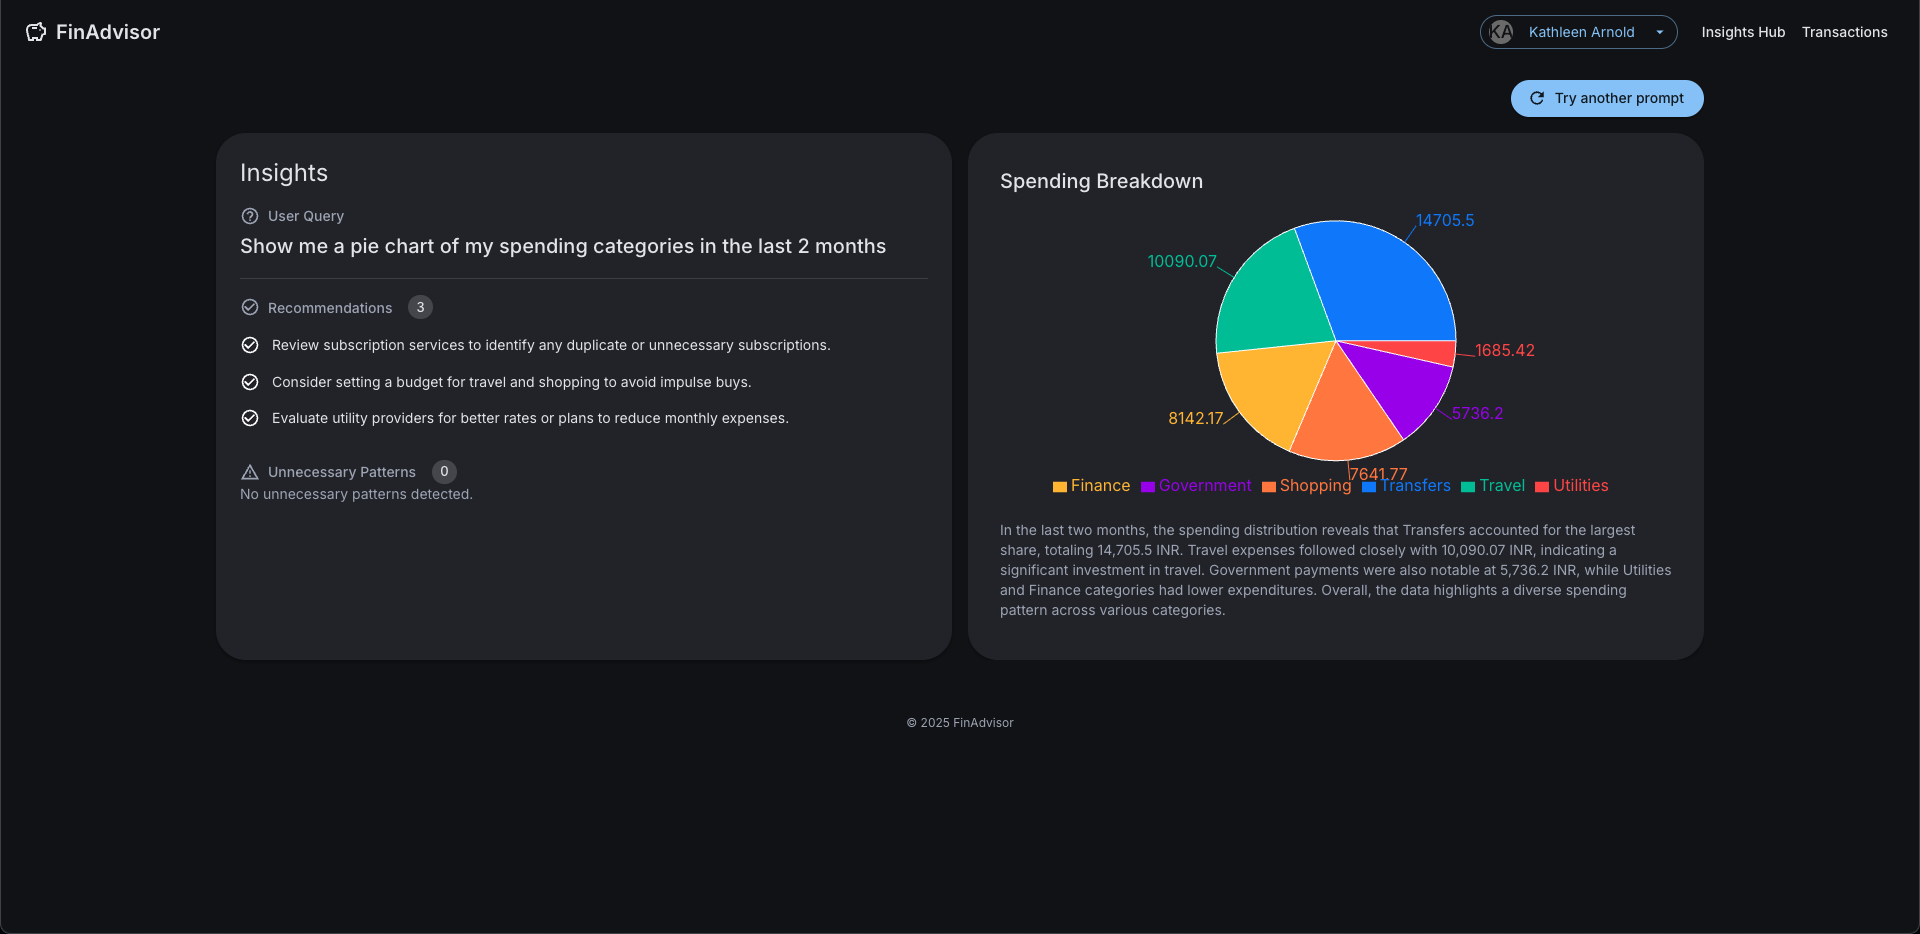 FinAdvisor
KA Kathleen Arnold
Insights Hub
Transactions
Try another prompt
Insights
User Query
Show me a pie chart of my spending categories in the last 2 months
Recommendations 3
Review subscription services to identify any duplicate or unnecessary subscriptions.
Consider setting a budget for travel and shopping to avoid impulse buys.
Evaluate utility providers for better rates or plans to reduce monthly expenses.
Unnecessary Patterns 0
No unnecessary patterns detected.
Spending Breakdown
14705.5
10090.07
1685.42
5736.2
8142.17
7641.77
Finance Government Shopping Transfers Travel Utilities
In the last two months, the spending distribution reveals that Transfers accounted for the largest
share, totaling 14,705.5 INR. Travel expenses followed closely with 10,090.07 INR, indicating a
significant investment in travel. Government payments were also notable at 5,736.2 INR, while Utilities
and Finance categories had lower expenditures. Overall, the data highlights a diverse spending
pattern across various categories.
© 2025 FinAdvisor